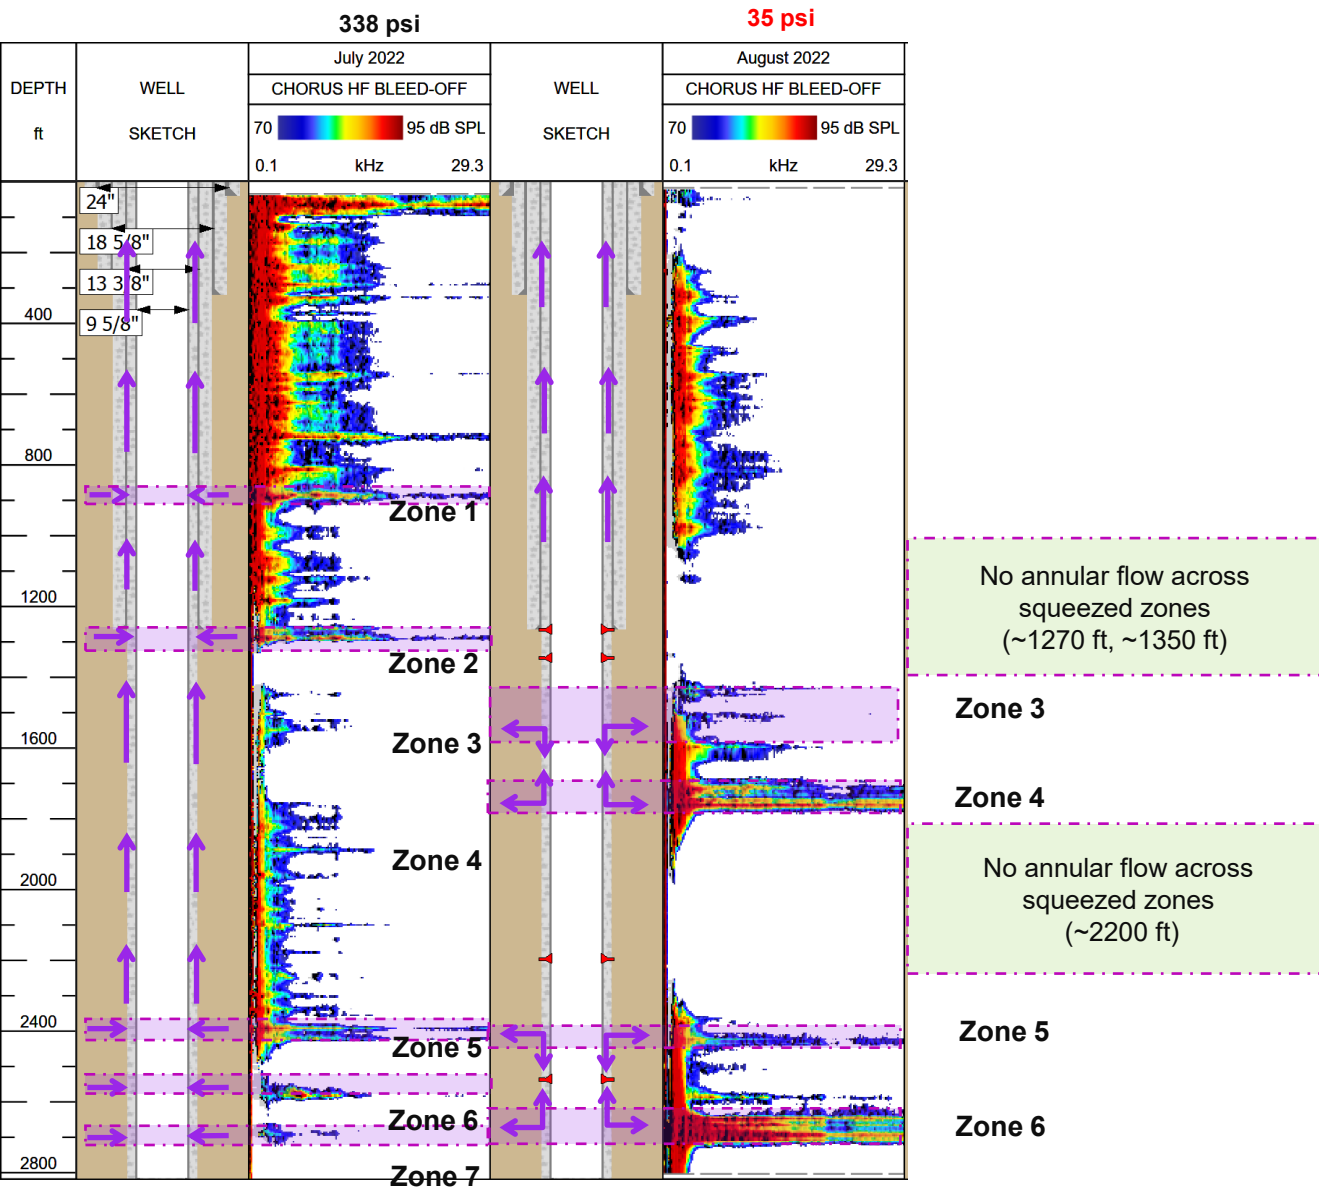 338 psi
35 psi
DEPTH
ft
WELL
SKETCH
July 2022
CHORUS HF BLEED-OFF
70
95 dB SPL
0.1
kHz
29.3
WELL
SKETCH
August 2022
CHORUS HF BLEED-OFF
70
95 dB SPL
0.1
kHz
29.3
24"
18 5/8"
13 3/8"
9 5/8"
400
800
1200
1600
2000
2400
2800
Zone 1
Zone 2
Zone 3
Zone 4
Zone 5
Zone 6
Zone 7
No annular flow across
squeezed zones
(~1270 ft, ~1350 ft)
Zone 3
Zone 4
No annular flow across
squeezed zones
(~2200 ft)
Zone 5
Zone 6